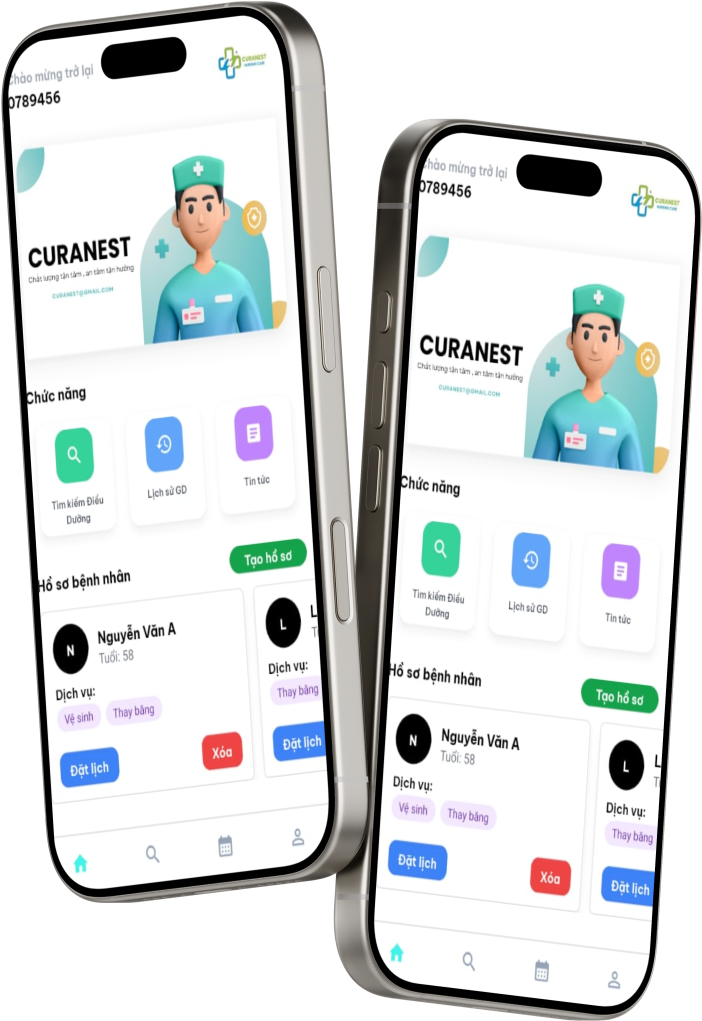 Chào mừng trở lại
0789456
CURANEST
NURSING CARE
CURANEST
Chất lượng tận tâm , an tâm tận hưởng
CURANEST@GMAIL.COM
Chức năng
Tìm kiếm Điều
Dưỡng
Lịch sử GD
Tin tức
Hồ sơ bệnh nhân
Tạo hồ sơ
N
Nguyễn Văn A
Tuổi: 58
Dịch vụ:
Vệ sinh
Thay băng
Đặt lịch
Xóa
L
L
T
Dịch vụ:
Thay băng
Đặt lịch
Chào mừng trở lại
0789456
CURANEST
NURSING CARE
CURANEST
Chất lượng tận tâm , an tâm tận hưởng
CURANEST@GMAIL.COM
Chức năng
Tìm kiếm Điều
Dưỡng
Lịch sử GD
Tin tức
Hồ sơ bệnh nhân
Tạo hồ sơ
N
Nguyễn Văn A
Tuổi: 58
Dịch vụ:
Vệ sinh
Thay băng
Đặt lịch
Xóa
L
L
T
Dịch vụ:
Thay băng
Đặt lịch